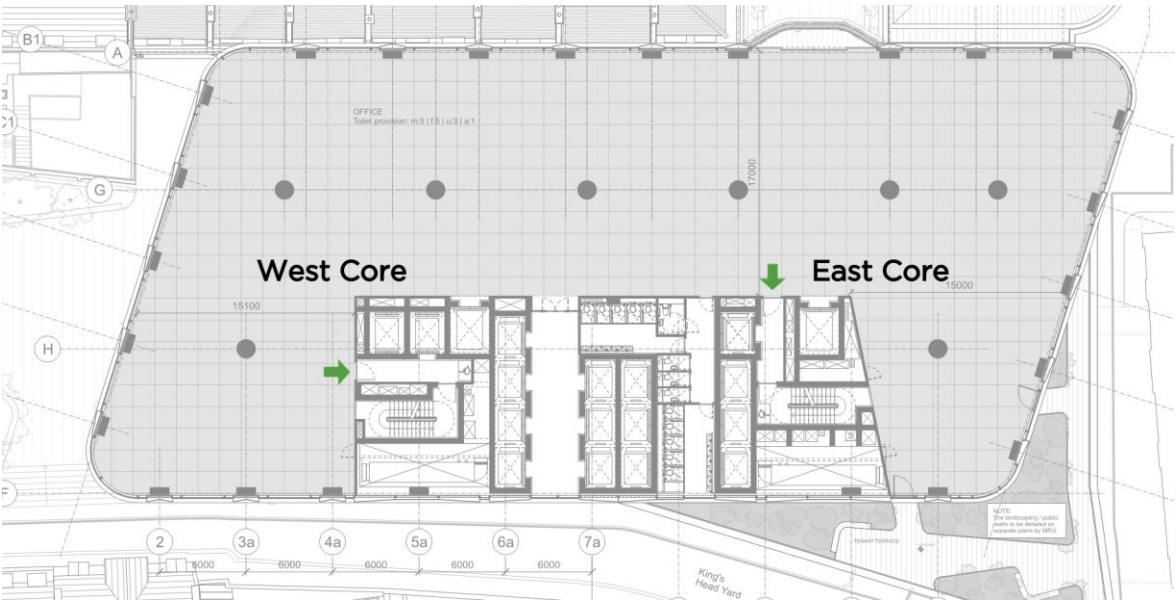 B1
A
C1
OFFICE
Toilet provision: m:5 | f:5 | u:3 | a:1
17000
G
West Core
East Core
15100
15000
H
F
NOTE:
The landscaping / public
realm to be detailed on
separate plans by MRG
TENANT TERRACE
2
3a
4a
5a
6a
7a
6000
6000
6000
6000
6000
King's
Head Yard